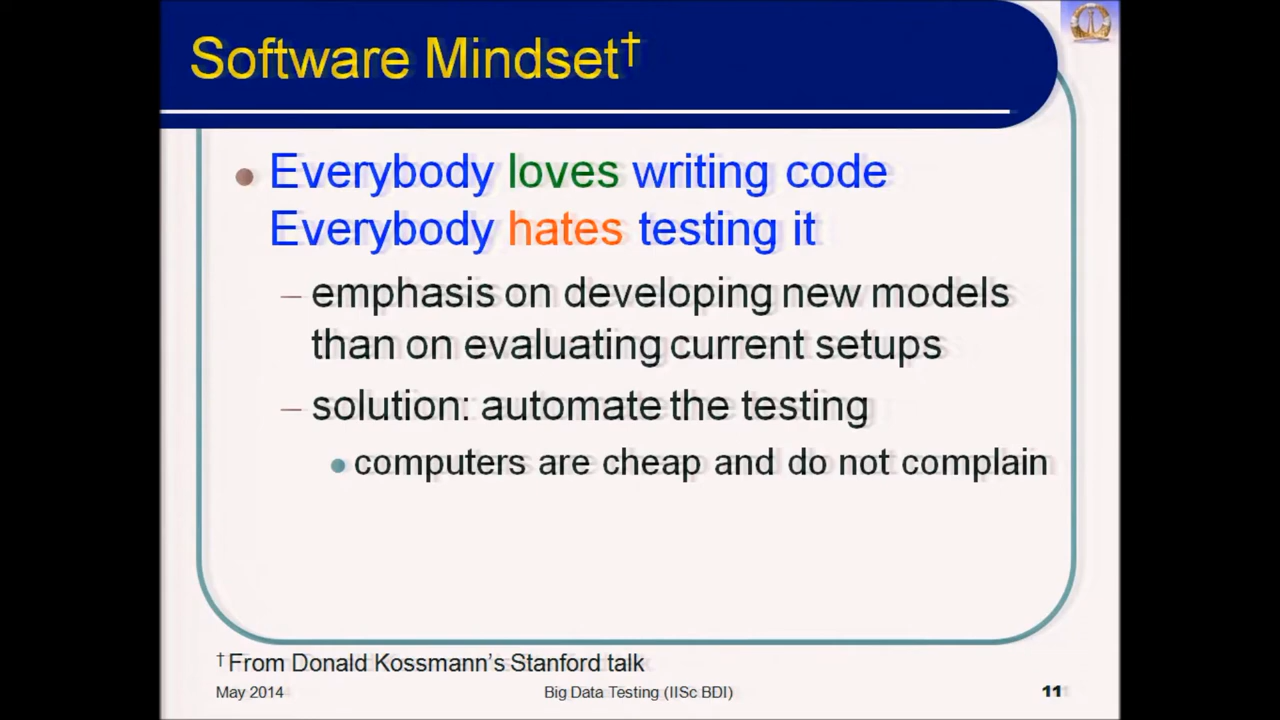 Software Mindset†
• Everybody loves writing code
Everybody hates testing it
– emphasis on developing new models
than on evaluating current setups
– solution: automate the testing
• computers are cheap and do not complain
†From Donald Kossmann's Stanford talk
May 2014 Big Data Testing (IISc BDI) 11